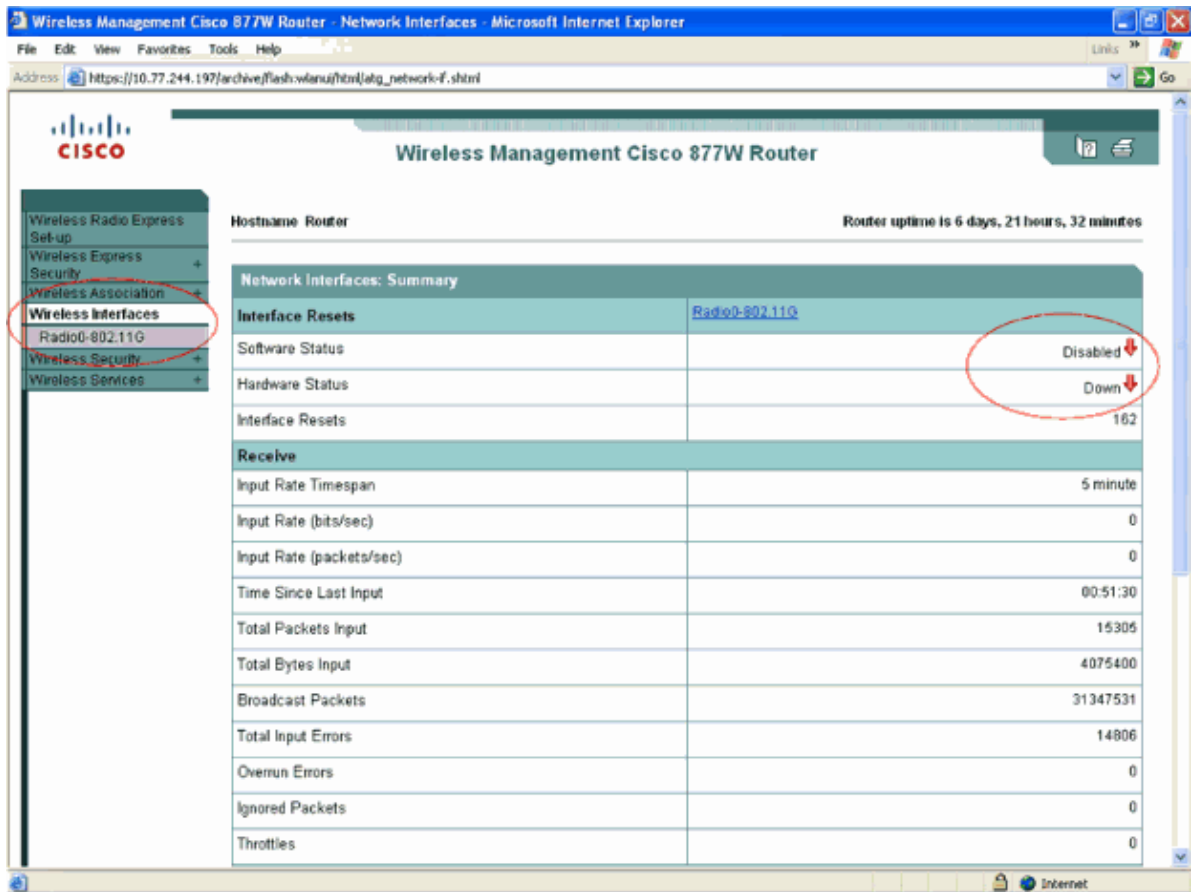 Wireless Management Cisco 877W Router - Network Interfaces - Microsoft Internet Explorer
File Edit View Favorites Tools Help
Links »
Address https://10.77.244.197/archive/flash:wlanui/html/atg_network-if.shtml
Go
CISCO
Wireless Management Cisco 877W Router
Wireless Radio Express Set-up
Wireless Express Security +
Wireless Association +
Wireless Interfaces
Radio0-802.11G
Wireless Security +
Wireless Services +
Hostname Router
Router uptime is 6 days, 21 hours, 32 minutes
Network Interfaces: Summary
Interface Resets Radio0-802.11G
Software Status Disabled
Hardware Status Down
Interface Resets 162
Receive
Input Rate Timespan 5 minute
Input Rate (bits/sec) 0
Input Rate (packets/sec) 0
Time Since Last Input 00:51:30
Total Packets Input 15305
Total Bytes Input 4075400
Broadcast Packets 31347531
Total Input Errors 14806
Overrun Errors 0
Ignored Packets 0
Throttles 0
Internet